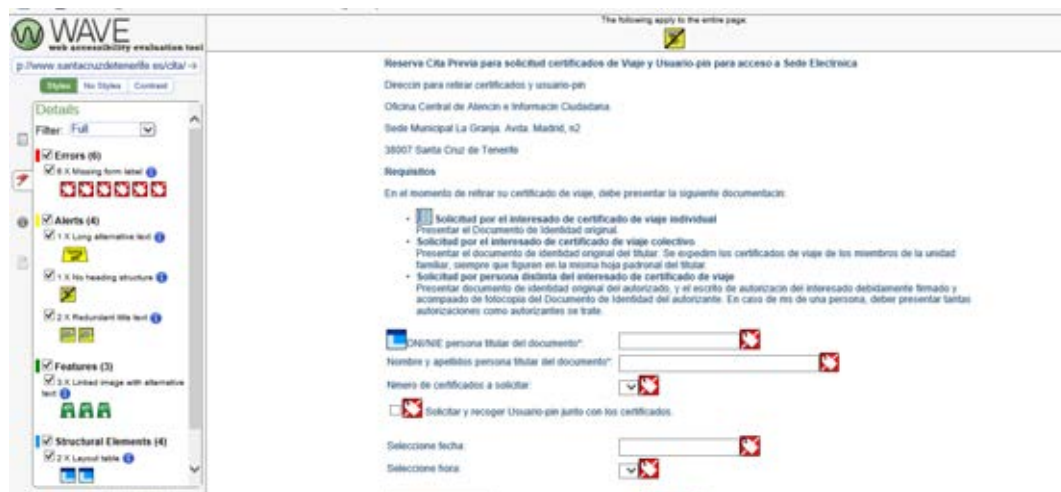 WAVE
web accessibility evaluation tool
p://www.santacruzdetenerife.es/cita/
Styles No Styles Contrast
Details
Filter: Full
Errors (6)
6 X Missing form label
Alerts (4)
1 X Long alternative text
1 X No heading structure
2 X Redundant title text
Features (3)
3 X Linked image with alternative
text
Structural Elements (4)
2 X Layout table
The following apply to the entire page:
Reserva Cita Previa para solicitud certificados de Viaje y Usuario-pin para acceso a Sede Electronica
Direccin para retirar certificados y usuario-pin
Oficina Central de Atencin e Informacin Ciudadana.
Sede Municipal La Granja. Avda. Madrid, n2
38007 Santa Cruz de Tenerife
Requisitos
En el momento de retirar su certificado de viaje, debe presentar la siguiente documentacin:
• Solicitud por el interesado de certificado de viaje individual
Presentar el Documento de Identidad original.
• Solicitud por el interesado de certificado de viaje colectivo
Presentar el documento de identidad original del titular. Se expedirn los certificados de viaje de los miembros de la unidad
familiar, siempre que figuren en la misma hoja padronal del titular.
• Solicitud por persona distinta del interesado de certificado de viaje
Presentar documento de identidad original del autorizado, y el escrito de autorizacin del interesado debidamente firmado y
acompaado de fotocopia del Documento de Identidad del autorizante. En caso de ms de una persona, deber presentar tantas
autorizaciones como autorizantes se trate.
DNI/NIE persona titular del documento*:
Nombre y apellidos persona titular del documento*:
Nmero de certificados a solicitar:
Solicitar y recoger Usuario-pin junto con los certificados.
Seleccione fecha:
Seleccione hora: